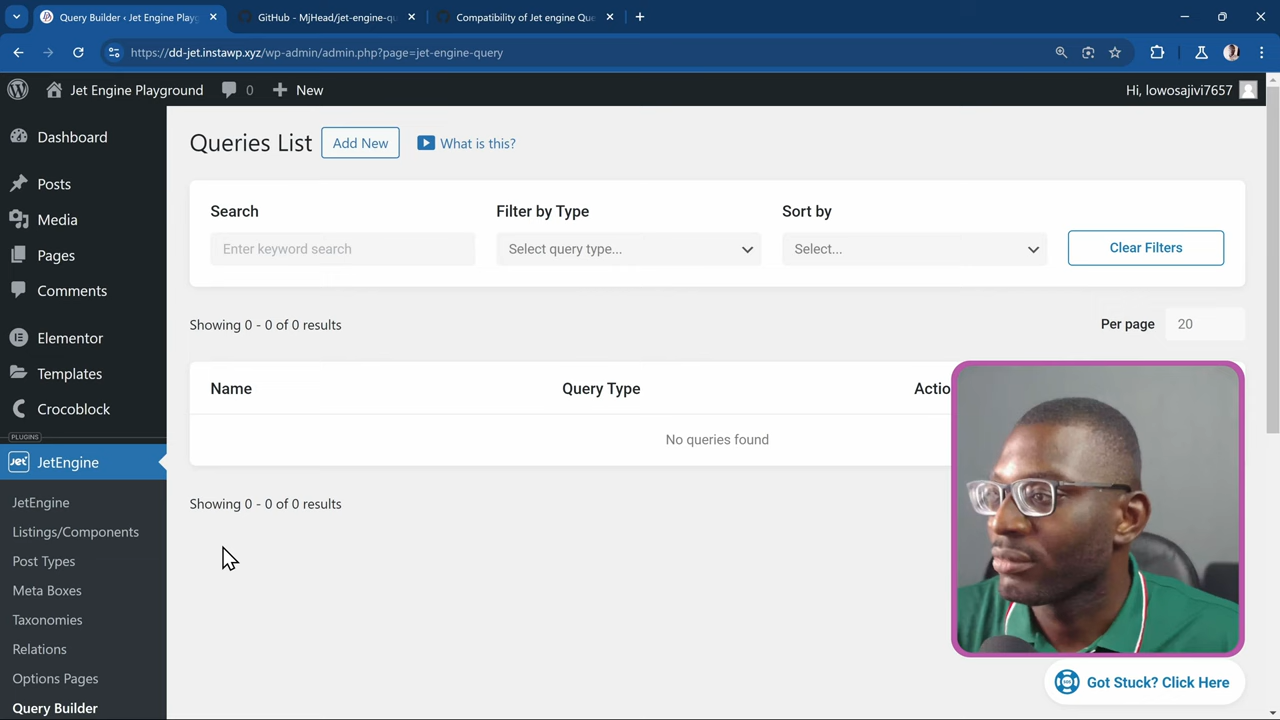 Query Builder ‹ Jet Engine Playg
GitHub - MjHead/jet-engine-qu
Compatibility of Jet engine Que
https://dd-jet.instawp.xyz/wp-admin/admin.php?page=jet-engine-query
Jet Engine Playground
0
New
Hi, lowosajivi7657
Dashboard
Posts
Media
Pages
Comments
Elementor
Templates
Crocoblock
PLUGINS
Jet
JetEngine
JetEngine
Listings/Components
Post Types
Meta Boxes
Taxonomies
Relations
Options Pages
Query Builder
Queries List
Add New
What is this?
Search
Filter by Type
Sort by
Enter keyword search
Select query type...
Select...
Clear Filters
Showing 0 - 0 of 0 results
Per page
20
Name
Query Type
Actio
No queries found
Showing 0 - 0 of 0 results
Got Stuck? Click Here